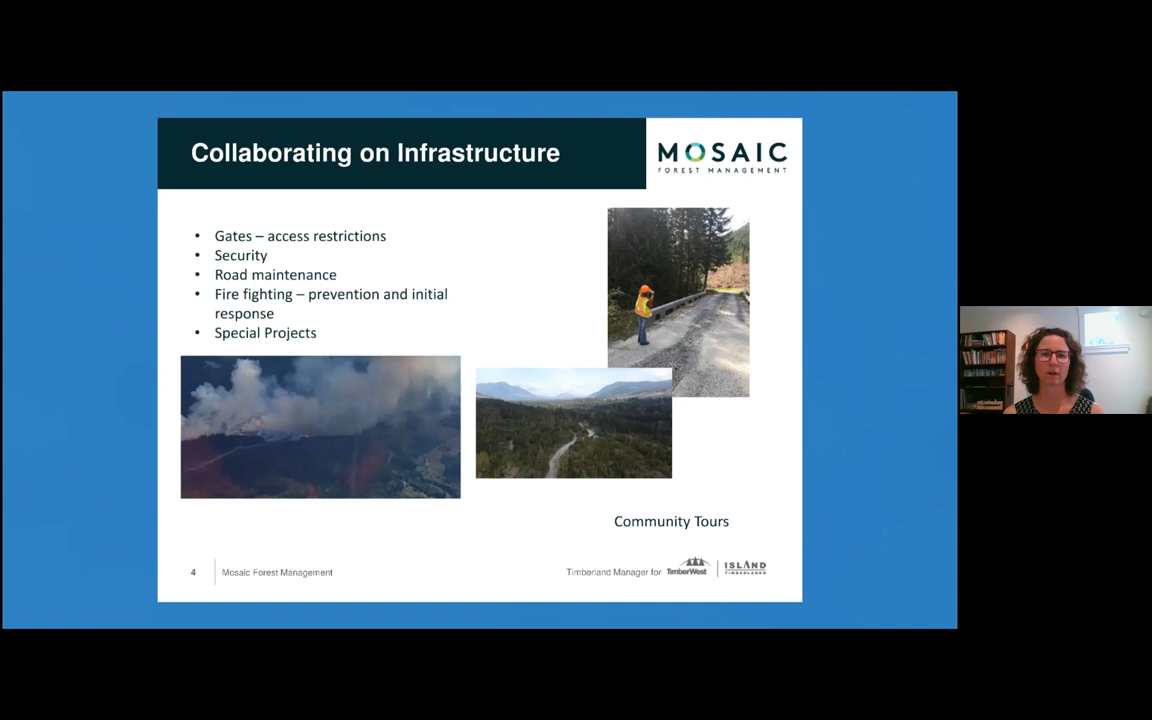 Collaborating on Infrastructure
MOSAIC
FOREST MANAGEMENT
• Gates – access restrictions
• Security
• Road maintenance
• Fire fighting – prevention and initial
response
• Special Projects
Community Tours
4
Mosaic Forest Management
Timberland Manager for
TimberWest
ISLAND
TIMBERLANDS